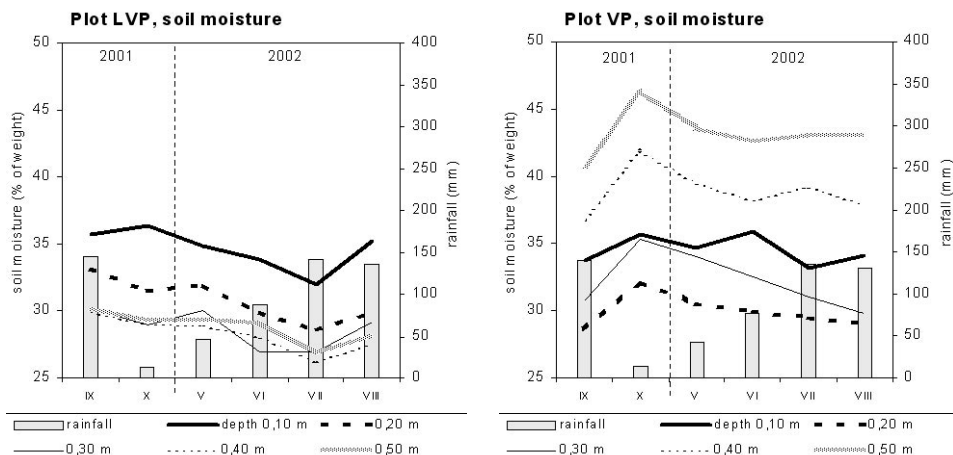 Plot LVP, soil moisture
50
45
40
35
30
25
soil moisture (% of weight)
2001
2002
400
350
300
250
200
150
100
50
0
rainfall (mm)
IX X V VI VII VIII
rainfall depth 0,10 m 0,20 m
0,30 m 0,40 m 0,50 m
Plot VP, soil moisture
50
45
40
35
30
25
soil moisture (% of weight)
2001
2002
400
350
300
250
200
150
100
50
0
rainfall (mm)
IX X V VI VII VIII
rainfall depth 0,10 m 0,20 m
0,30 m 0,40 m 0,50 m